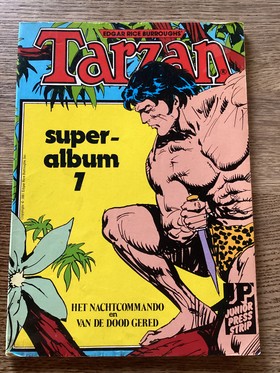 EDGAR RICE BURROUGHS'
Tarzan
super-
album
7
HET NACHTCOMMANDO
en
VAN DE DOOD GERED
JP
JUNIOR
PRESS
STRIP